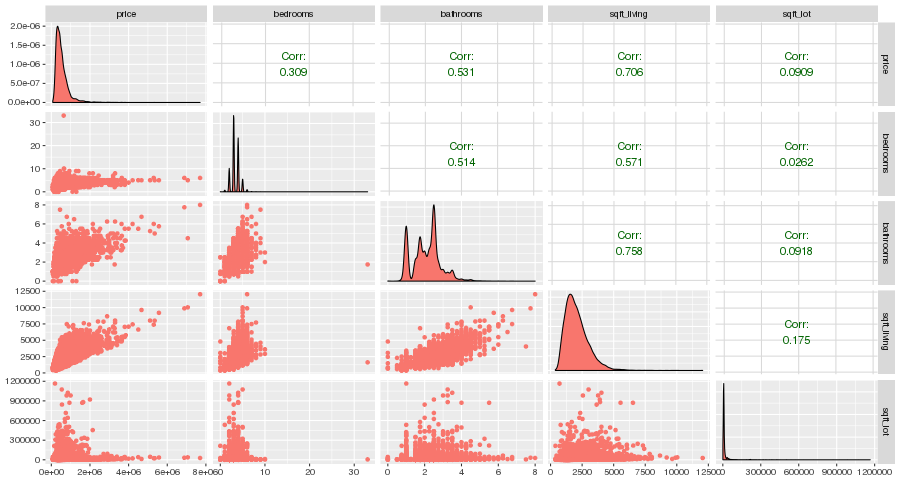 price bedrooms bathrooms sqft_living sqft_lot
2.0e-06
1.5e-06
1.0e-06
5.0e-07
0.0e+00
Corr:
0.309
Corr:
0.531
Corr:
0.706
Corr:
0.0909
price
30
20
10
0
Corr:
0.514
Corr:
0.571
Corr:
0.0262
bedrooms
8
6
4
2
0
Corr:
0.758
Corr:
0.0918
bathrooms
12500
10000
7500
5000
2500
0
Corr:
0.175
sqft_living
1200000
900000
600000
300000
0
sqft_lot
0e+00 2e+06 4e+06 6e+06 8e+06 0 10 20 30 0 2 4 6 8 0 2500 5000 7500 10000 12500 0 300000 600000 900000 1200000